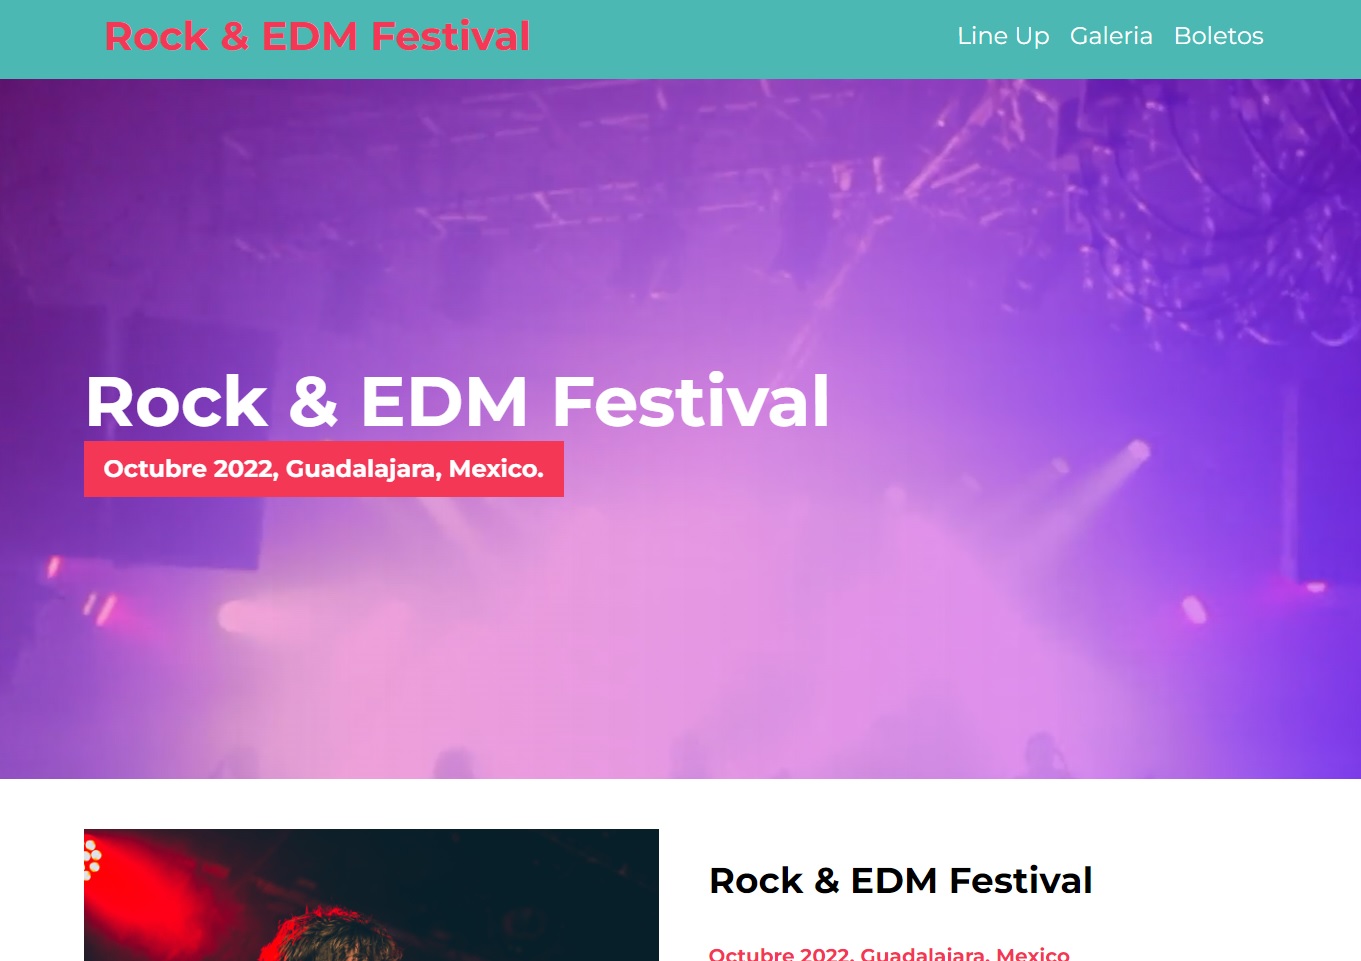 Rock & EDM Festival
Line Up Galeria Boletos
Rock & EDM Festival
Octubre 2022, Guadalajara, Mexico.
Rock & EDM Festival
Octubre 2022, Guadalajara, Mexico